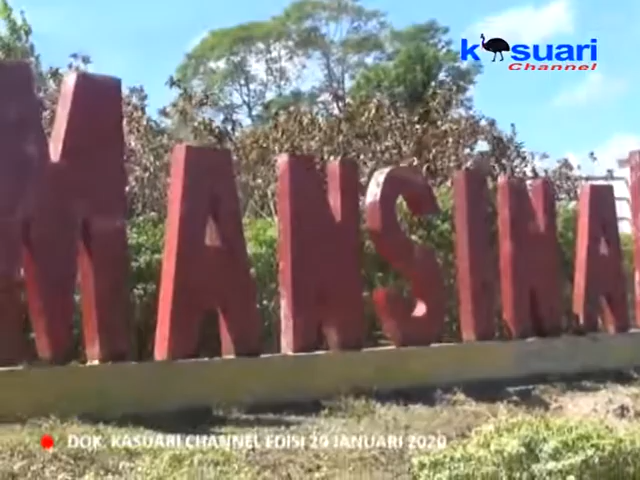 kasuari
Channel
MANSINA
DOK. KASUARI CHANNEL EDISI 29 JANUARI 2020